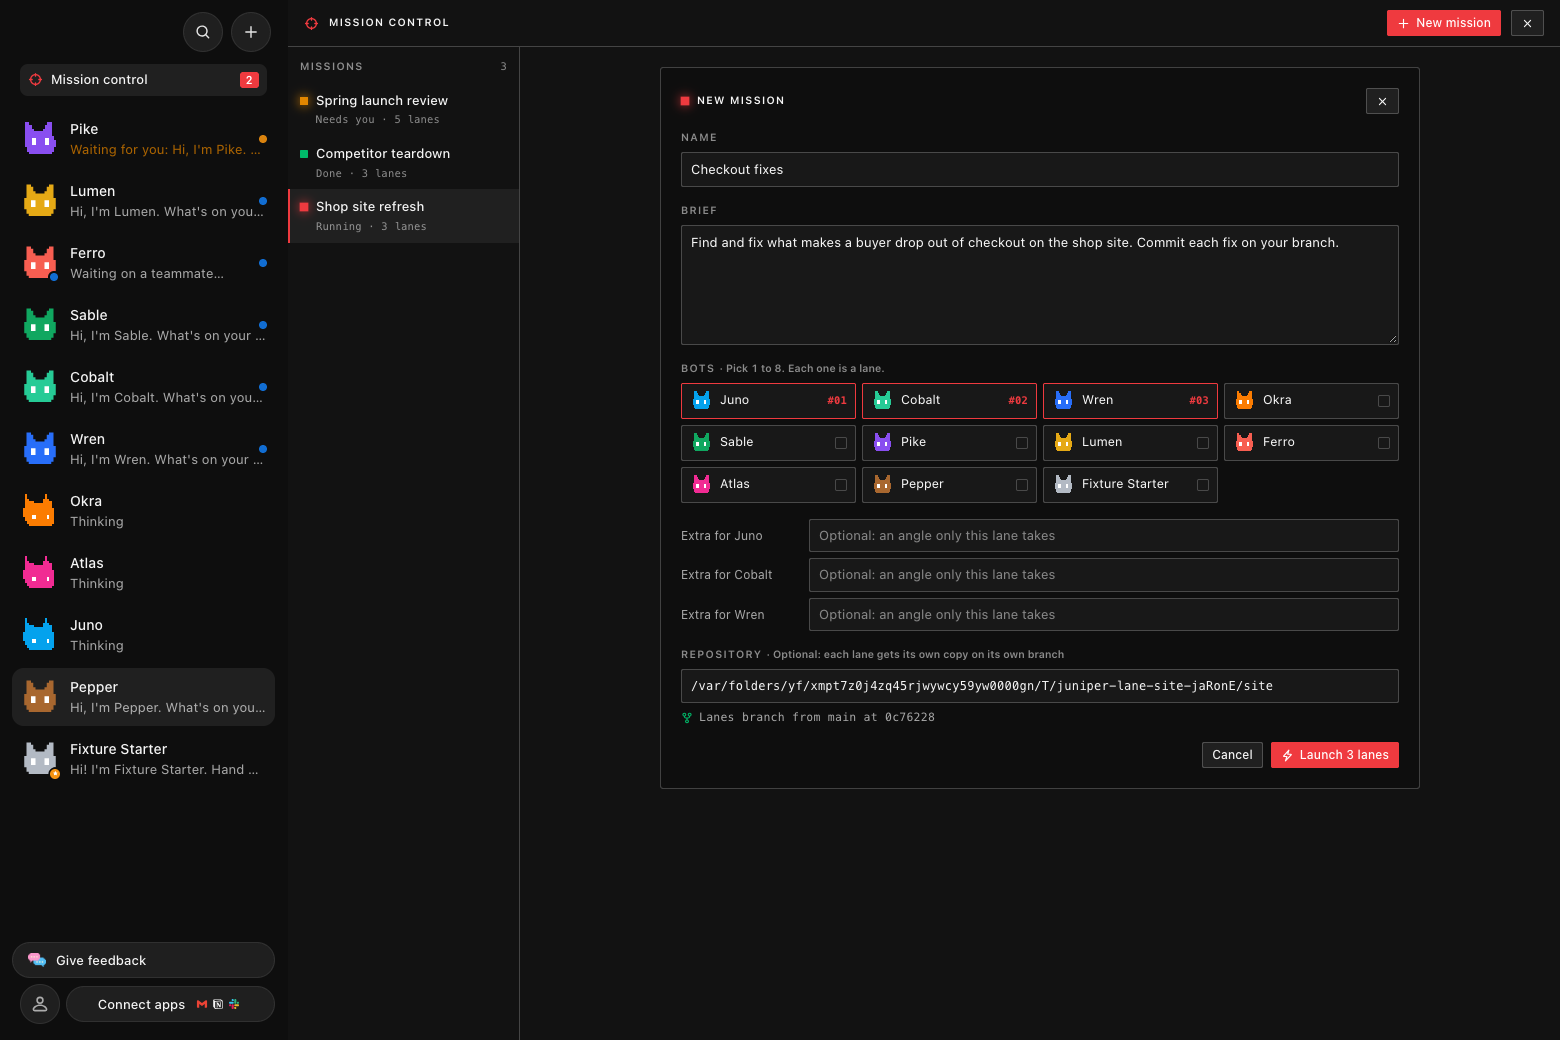 Mission control
2
Pike
Waiting for you: Hi, I'm Pike. ...
Lumen
Hi, I'm Lumen. What's on you...
Ferro
Waiting on a teammate...
Sable
Hi, I'm Sable. What's on your ...
Cobalt
Hi, I'm Cobalt. What's on you...
Wren
Hi, I'm Wren. What's on your ...
Okra
Thinking
Atlas
Thinking
Juno
Thinking
Pepper
Hi, I'm Pepper. What's on you...
Fixture Starter
Hi! I'm Fixture Starter. Hand ...
Give feedback
Connect apps
MISSION CONTROL
New mission
MISSIONS 3
Spring launch review
Needs you · 5 lanes
Competitor teardown
Done · 3 lanes
Shop site refresh
Running · 3 lanes
NEW MISSION
NAME
Checkout fixes
BRIEF
Find and fix what makes a buyer drop out of checkout on the shop site. Commit each fix on your branch.
BOTS · Pick 1 to 8. Each one is a lane.
Juno #01 Cobalt #02 Wren #03 Okra
Sable Pike Lumen Ferro
Atlas Pepper Fixture Starter
Extra for Juno Optional: an angle only this lane takes
Extra for Cobalt Optional: an angle only this lane takes
Extra for Wren Optional: an angle only this lane takes
REPOSITORY · Optional: each lane gets its own copy on its own branch
/var/folders/yf/xmpt7z0j4zq45rjwywcy59yw0000gn/T/juniper-lane-site-jaRonE/site
Lanes branch from main at 0c76228
Cancel Launch 3 lanes